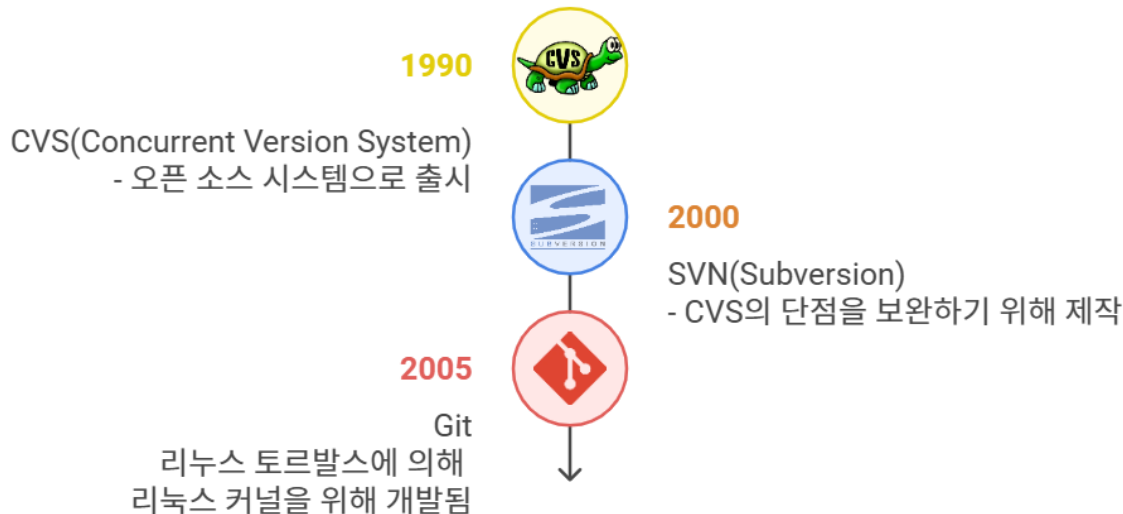 CVS
1990
CVS(Concurrent Version System)
- 오픈 소스 시스템으로 출시
SUBVERSION
2000
SVN(Subversion)
- CVS의 단점을 보완하기 위해 제작
2005
Git
리누스 토르발스에 의해
리눅스 커널을 위해 개발됨